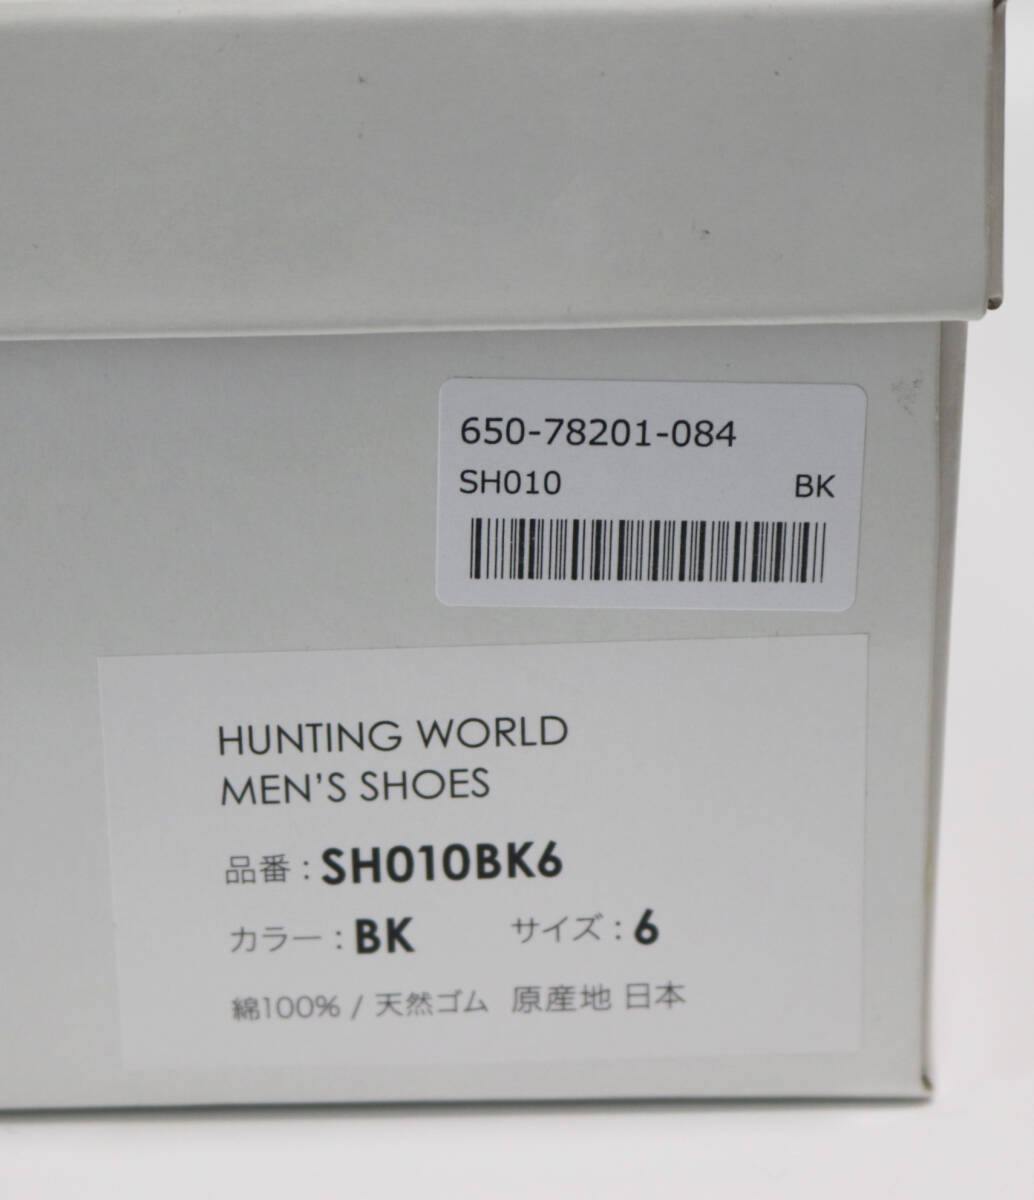 650-78201-084
SH010 BK
HUNTING WORLD
MEN'S SHOES
品番 : SH010BK6
カラー : BK サイズ : 6
綿100% / 天然ゴム 原産地 日本